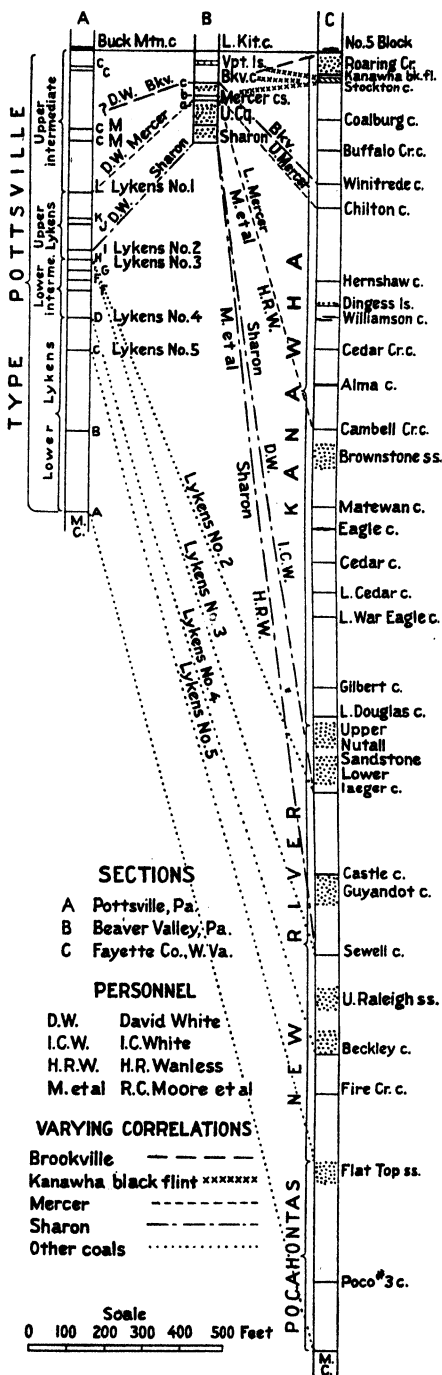 A
B
C
Buck Mtn.c
L.Kit.c.
No.5 Block
TYPE POTTSVILLE
Upper intermediate
Upper Lykens
Lower interme.
Lower Lykens
C
C
C M
C M
L Lykens No.1
K
J
I Lykens No.2
H Lykens No.3
G
F
E
D Lykens No.4
C Lykens No.5
B
A
M.
C.
? D.W. Bkv.
D.W. Mercer
D.W. Sharon
Vpt. ls.
Bkv.c
Mercer cs.
U.Cq.
Sharon
Bkv.
U. Mercer
L. Mercer
M. et al
H.R.W.
Sharon
M. et al
D.W.
I.C.W.
Sharon
H.R.W.
Lykens No. 2
Lykens No. 3
Lykens No. 4
Lykens No. 5
KANAWHA
NEW RIVER
POCAHONTAS
Roaring Cr.
Kanawha bk.fl.
Stockton c.
Coalburg c.
Buffalo Cr.c.
Winifrede c.
Chilton c.
Hernshaw c.
Dingess ls.
Williamson c.
Cedar Cr.c.
Alma c.
Cambell Cr.c.
Brownstone ss.
Matewan c.
Eagle c.
Cedar c.
L. Cedar c.
L.War Eagle c.
Gilbert c.
L.Douglas c.
Upper
Nutall
Sandstone
Lower
Iaeger c.
Castle c.
Guyandot c.
Sewell c.
U.Raleigh ss.
Beckley c.
Fire Cr. c.
Flat Top ss.
Poco #3 c.
M.
C.
SECTIONS
A Pottsville, Pa.
B Beaver Valley, Pa.
C Fayette Co., W. Va.
PERSONNEL
D.W. David White
I.C.W. I.C.White
H.R.W. H.R. Wanless
M. et al R.C. Moore et al
VARYING CORRELATIONS
Brookville
Kanawha black flint xxxxxxxx
Mercer
Sharon
Other coals
Scale
0 100 200 300 400 500 Feet